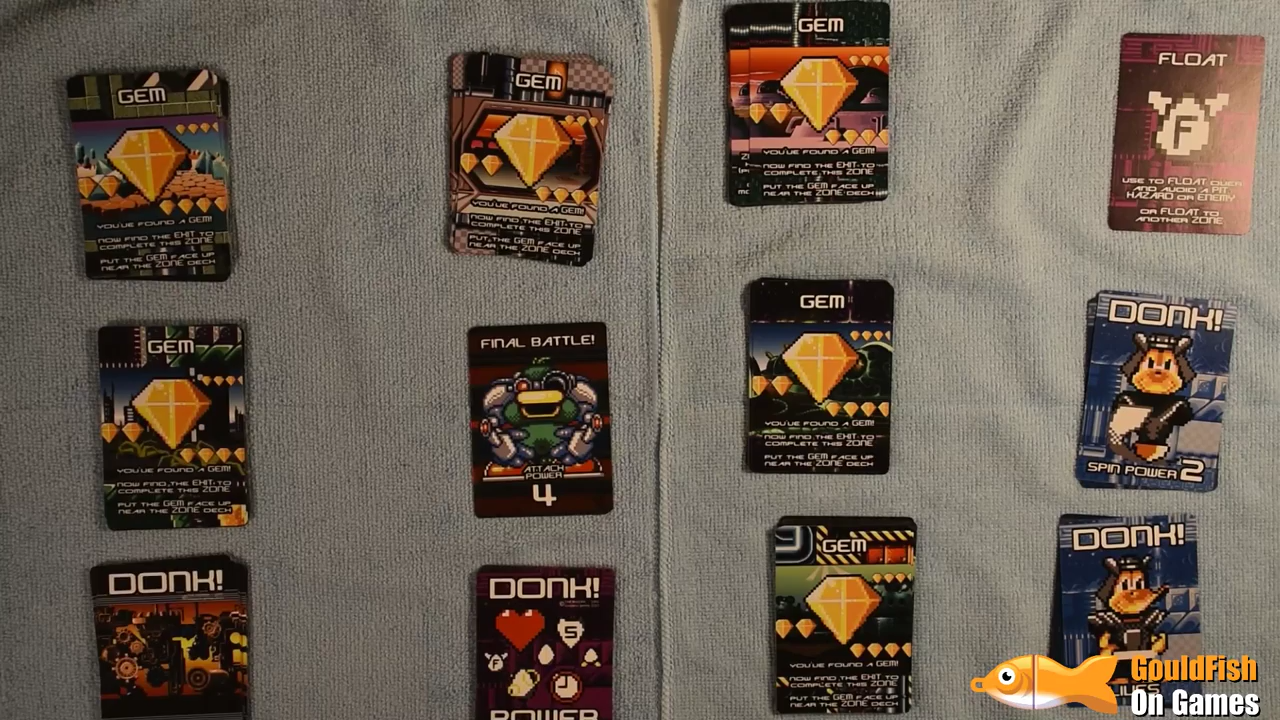 GEM
YOU'VE FOUND A GEM!
NOW FIND THE EXIT TO
COMPLETE THIS ZONE
PUT THE GEM FACE UP
NEAR THE ZONE DECK
GEM
YOU'VE FOUND A GEM!
NOW FIND THE EXIT TO
COMPLETE THIS ZONE
PUT THE GEM FACE UP
NEAR THE ZONE DECK
GEM
YOU'VE FOUND A GEM!
NOW FIND THE EXIT TO
COMPLETE THIS ZONE
PUT THE GEM FACE UP
NEAR THE ZONE DECK
FLOAT
F
USE TO FLOAT OVER
AND AVOID A PIT,
HAZARD OR ENEMY
OR FLOAT TO
ANOTHER ZONE
GEM
YOU'VE FOUND A GEM!
NOW FIND THE EXIT TO
COMPLETE THIS ZONE
PUT THE GEM FACE UP
NEAR THE ZONE DECK
FINAL BATTLE!
ATTACK
POWER
4
GEM
YOU'VE FOUND A GEM!
NOW FIND THE EXIT TO
COMPLETE THIS ZONE
PUT THE GEM FACE UP
NEAR THE ZONE DECK
DONK!
SPIN POWER 2
DONK!
DONK!
S
F
POWER
GEM
YOU'VE FOUND A GEM!
NOW FIND THE EXIT TO
COMPLETE THIS ZONE
PUT THE GEM FACE UP
NEAR THE ZONE DECK
DONK!
LIVES
GouldFish
On Games